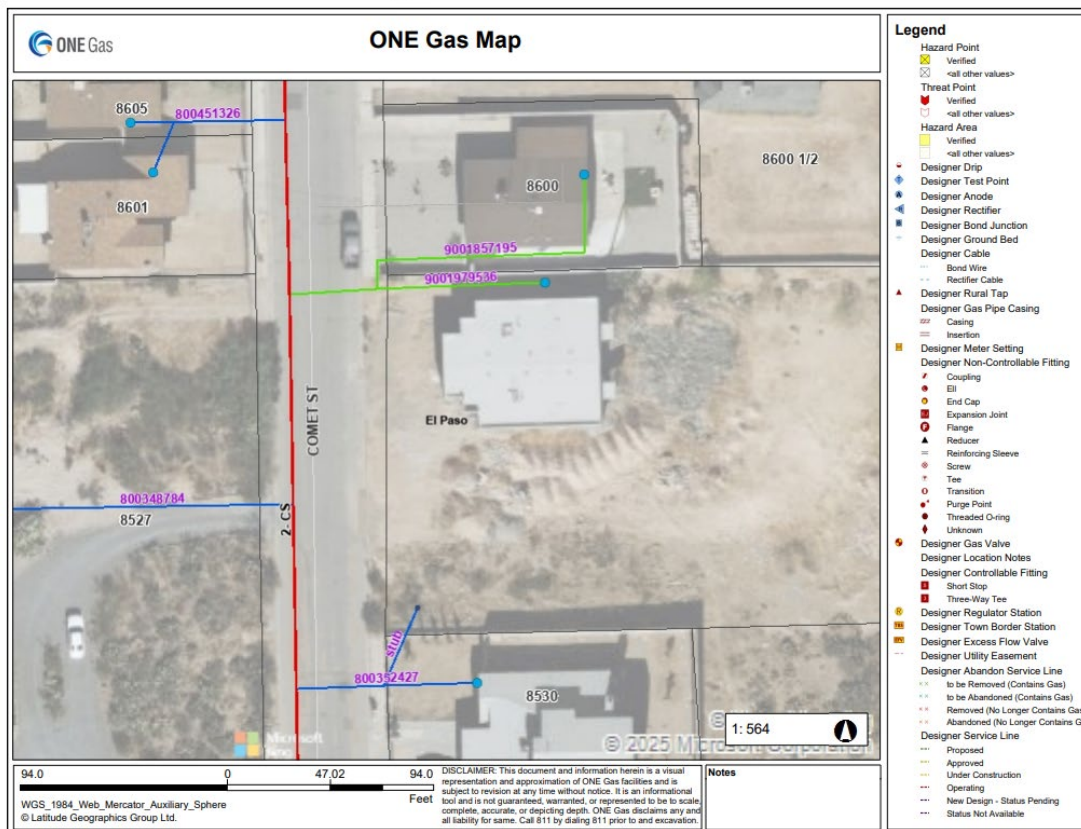 ONE Gas
ONE Gas Map
8605
800451326
8601
8600
8600 1/2
9001857195
9001979536
COMET ST
El Paso
800348784
8527
2- CS
stub
800352427
8530
Microsoft
© 2025 Microsoft Corporation
1: 564
94.0 0 47.02 94.0
Feet
WGS_1984_Web_Mercator_Auxiliary_Sphere
© Latitude Geographics Group Ltd.
DISCLAIMER: This document and information herein is a visual
representation and approximation of ONE Gas facilities and is
subject to revision at any time without notice. It is an informational
tool and is not guaranteed, warranted, or represented to be to scale,
complete, accurate, or depicting depth. ONE Gas disclaims any and
all liability for same. Call 811 by dialing 811 prior to and excavation.
Notes
Legend
Hazard Point
Verified
<all other values>
Threat Point
Verified
<all other values>
Hazard Area
Verified
<all other values>
Designer Drip
Designer Test Point
Designer Anode
Designer Rectifier
Designer Bond Junction
Designer Ground Bed
Designer Cable
Bond Wire
Rectifier Cable
Designer Rural Tap
Designer Gas Pipe Casing
Casing
Insertion
Designer Meter Setting
Designer Non-Controllable Fitting
Coupling
Ell
End Cap
Expansion Joint
Flange
Reducer
Reinforcing Sleeve
Screw
Tee
Transition
Purge Point
Threaded O-ring
Unknown
Designer Gas Valve
Designer Location Notes
Designer Controllable Fitting
Short Stop
Three-Way Tee
Designer Regulator Station
Designer Town Border Station
Designer Excess Flow Valve
Designer Utility Easement
Designer Abandon Service Line
to be Removed (Contains Gas)
to be Abandoned (Contains Gas)
Removed (No Longer Contains Gas
Abandoned (No Longer Contains G
Designer Service Line
Proposed
Approved
Under Construction
Operating
New Design - Status Pending
Status Not Available